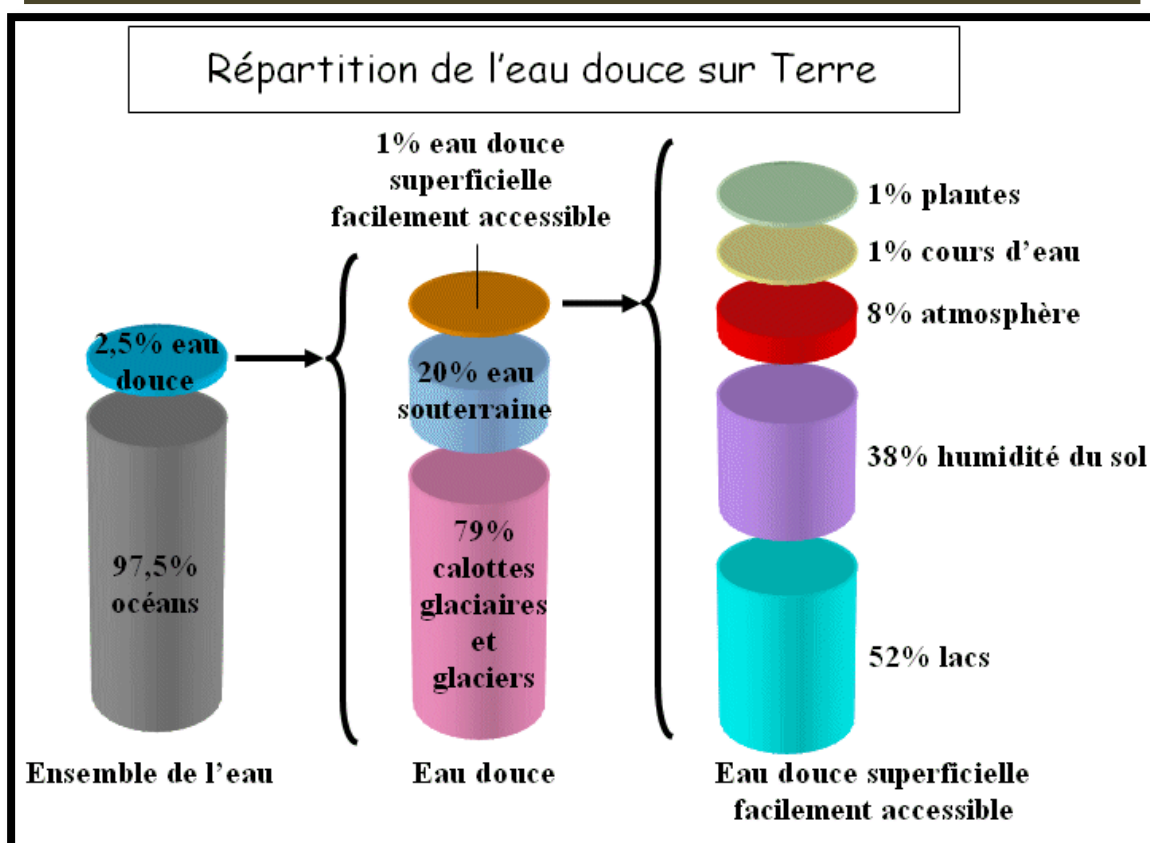 Répartition de l'eau douce sur Terre
2,5% eau
douce
97,5%
océans
Ensemble de l'eau
1% eau douce
superficielle
facilement accessible
20% eau
souterraine
79%
calottes
glaciaires
et
glaciers
Eau douce
1% plantes
1% cours d'eau
8% atmosphère
38% humidité du sol
52% lacs
Eau douce superficielle
facilement accessible